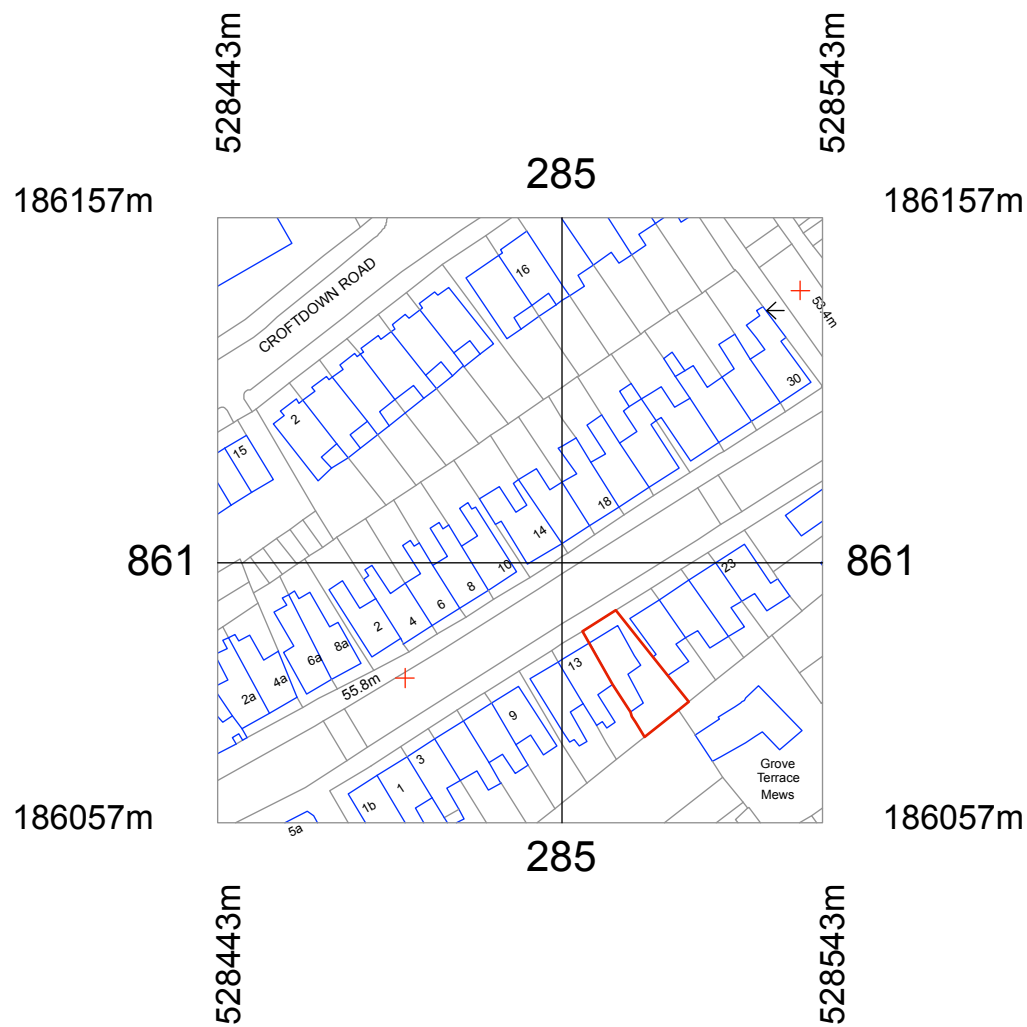 528443m
528543m
285
186157m
186157m
CROFTDOWN ROAD
16
53.4m
30
2
15
18
14
861
861
10
8
6
4
2
23
8a
6a
4a
2a
13
55.8m
9
3
1
1b
Grove
Terrace
Mews
5a
186057m
186057m
285
528443m
528543m